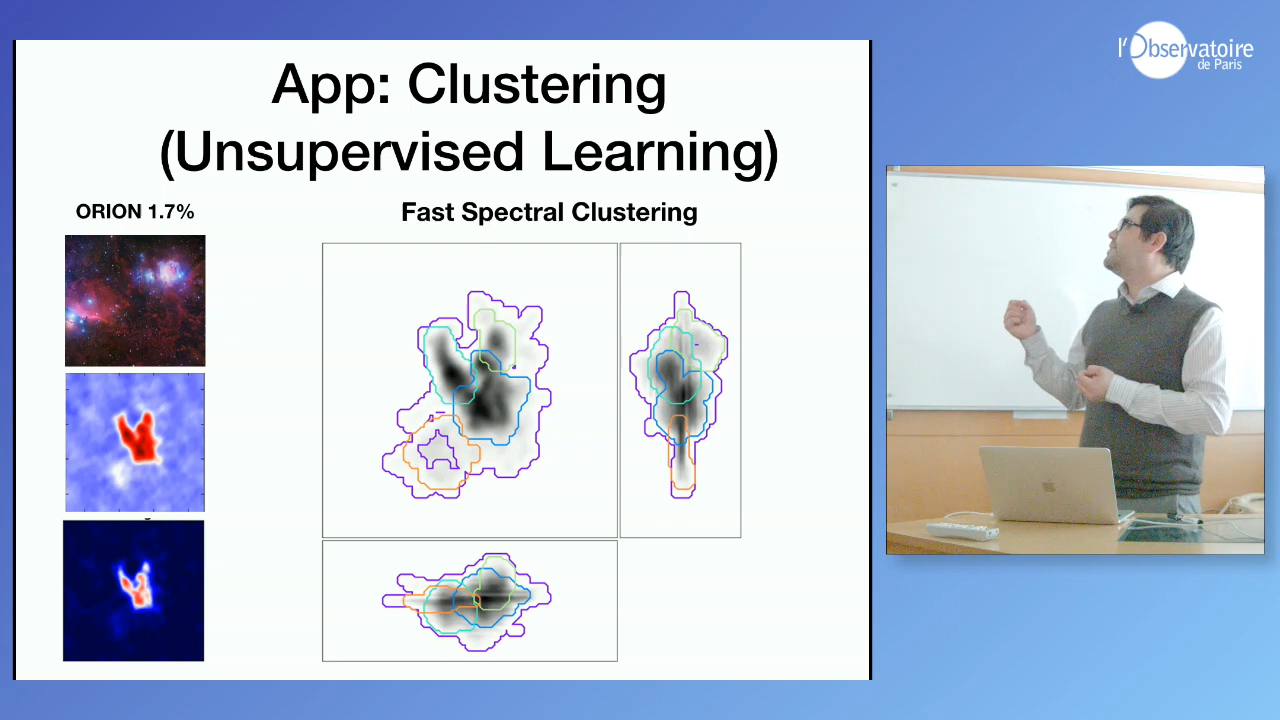 App: Clustering
(Unsupervised Learning)
ORION 1.7%
Fast Spectral Clustering
l'Observatoire
de Paris